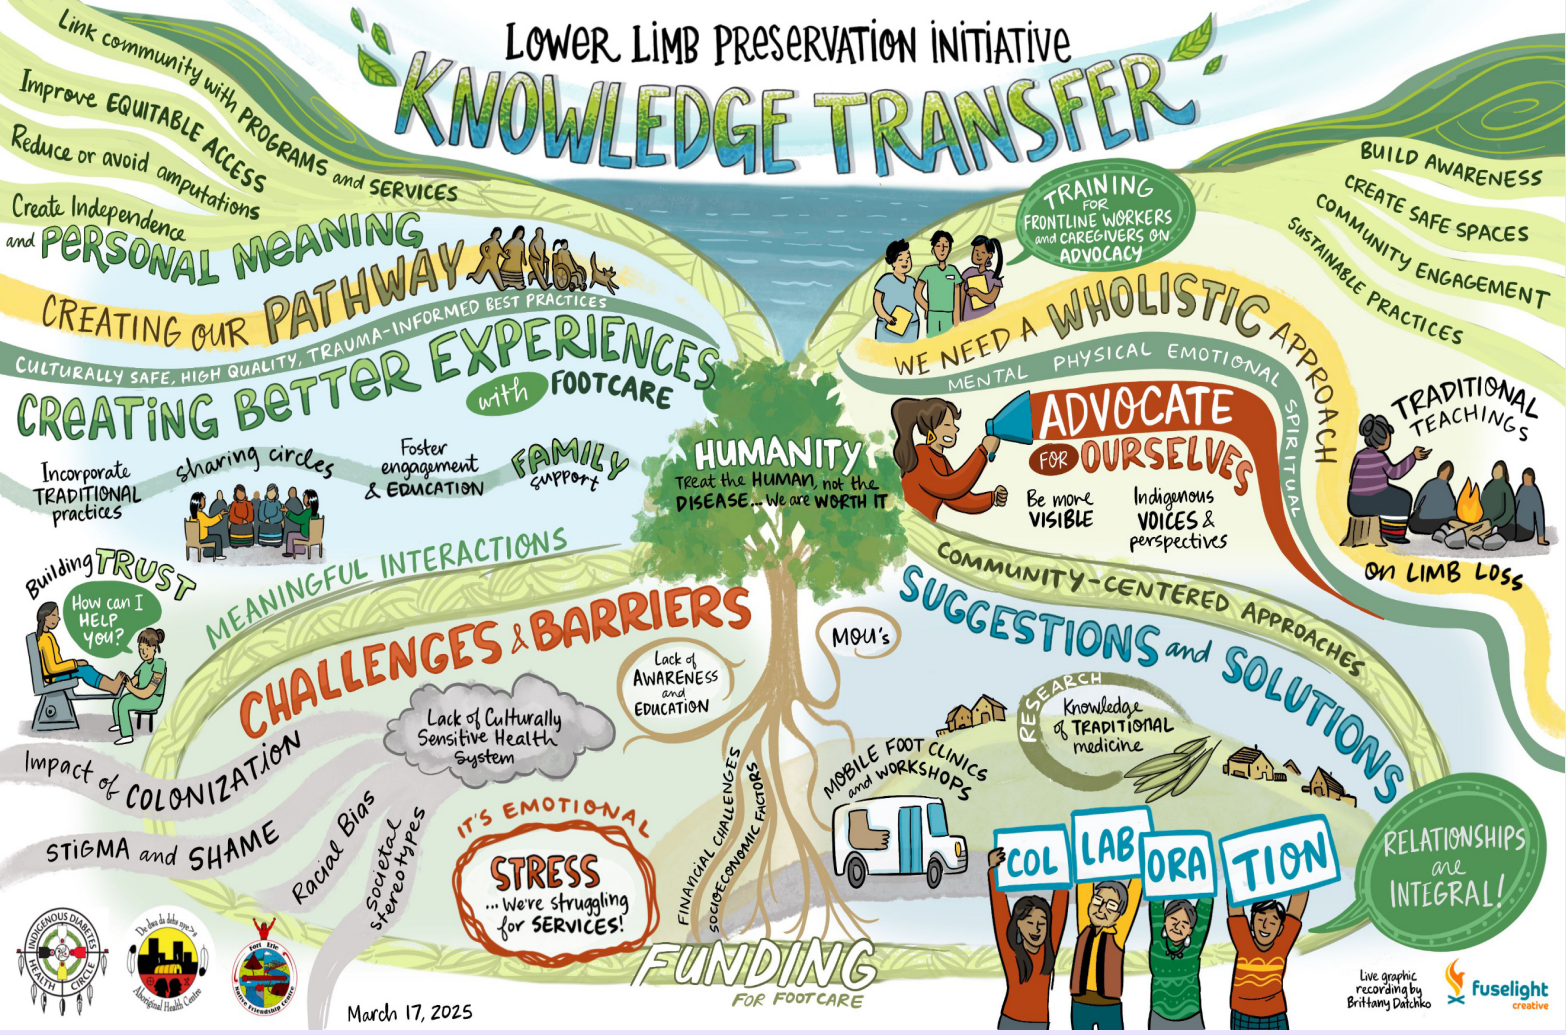 LOWER LIMB PRESERVATION INITIATIVE
KNOWLEDGE TRANSFER
Link community with PROGRAMS and SERVICES
Improve EQUITABLE ACCESS
Reduce or avoid amputations
Create Independence
and PERSONAL MEANING
CREATING OUR PATHWAY
CULTURALLY SAFE, HIGH QUALITY, TRAUMA-INFORMED BEST PRACTICES
CREATING BETTER EXPERIENCES
with FOOTCARE
Incorporate
TRADITIONAL
practices
sharing circles
Foster
engagement
& EDUCATION
FAMILY
support
Building TRUST
How can I
HELP
you?
MEANINGFUL INTERACTIONS
HUMANITY
Treat the HUMAN, not the
DISEASE... We are WORTH IT
TRAINING
FOR
FRONTLINE WORKERS
and CAREGIVERS ON
ADVOCACY
BUILD AWARENESS
CREATE SAFE SPACES
COMMUNITY ENGAGEMENT
SUSTAINABLE PRACTICES
WE NEED A WHOLISTIC APPROACH
MENTAL PHYSICAL EMOTIONAL SPIRITUAL
ADVOCATE
FOR OURSELVES
Be more
VISIBLE
Indigenous
VOICES &
perspectives
TRADITIONAL
TEACHINGS
on LIMB LOSS
COMMUNITY-CENTERED APPROACHES
CHALLENGES & BARRIERS
Lack of
AWARENESS
and
EDUCATION
Lack of Culturally
Sensitive Health
System
Impact of COLONIZATION
STIGMA and SHAME
Racial Bias
Societal
stereotypes
IT'S EMOTIONAL
STRESS
... We're struggling
for SERVICES!
FINANCIAL CHALLENGES
SOCIOECONOMIC FACTORS
FUNDING
FOR FOOTCARE
SUGGESTIONS and SOLUTIONS
MOU's
RESEARCH
Knowledge
of TRADITIONAL
medicine
MOBILE FOOT CLINICS
and WORKSHOPS
COL LAB ORA TION
RELATIONSHIPS
are
INTEGRAL!
INDIGENOUS DIABETES
HEALTH CIRCLE
De dwa da dehs nye>s
Aboriginal Health Centre
Fort Erie
Native Friendship Centre
March 17, 2025
Live graphic
recording by
Brittany Datchko
fuselight
creative